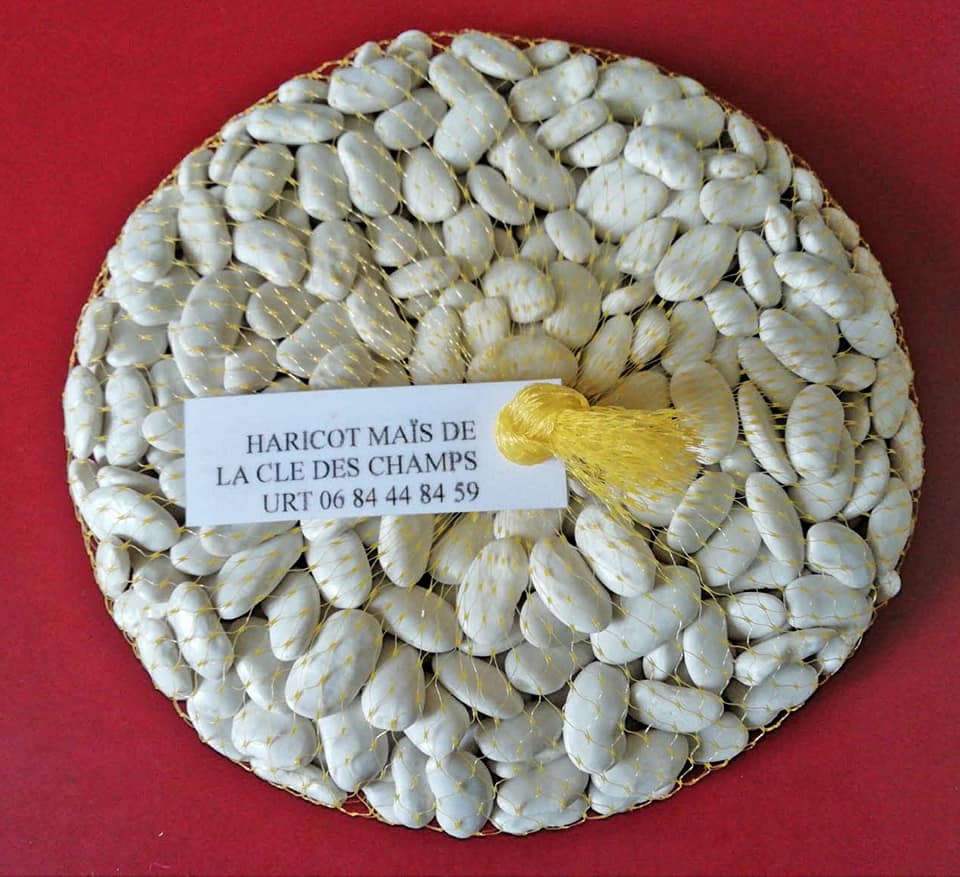 HARICOT MAÏS DE
LA CLE DES CHAMPS
URT 06 84 44 84 59